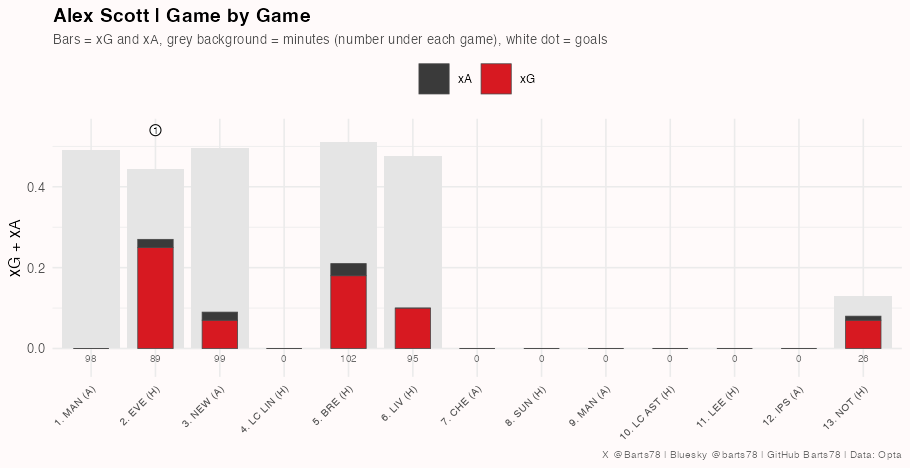 Alex Scott | Game by Game
Bars = xG and xA, grey background = minutes (number under each game), white dot = goals
xA xG
1
xG + xA
0.4
0.2
0.0
98 89 99 0 102 95 0 0 0 0 0 0 26
1. MAN (A)
2. EVE (H)
3. NEW (A)
4. LC LIN (H)
5. BRE (H)
6. LIV (H)
7. CHE (A)
8. SUN (H)
9. MAN (A)
10. LC AST (H)
11. LEE (H)
12. IPS (A)
13. NOT (H)
X @Barts78 | Bluesky @barts78 | GitHub Barts78 | Data: Opta